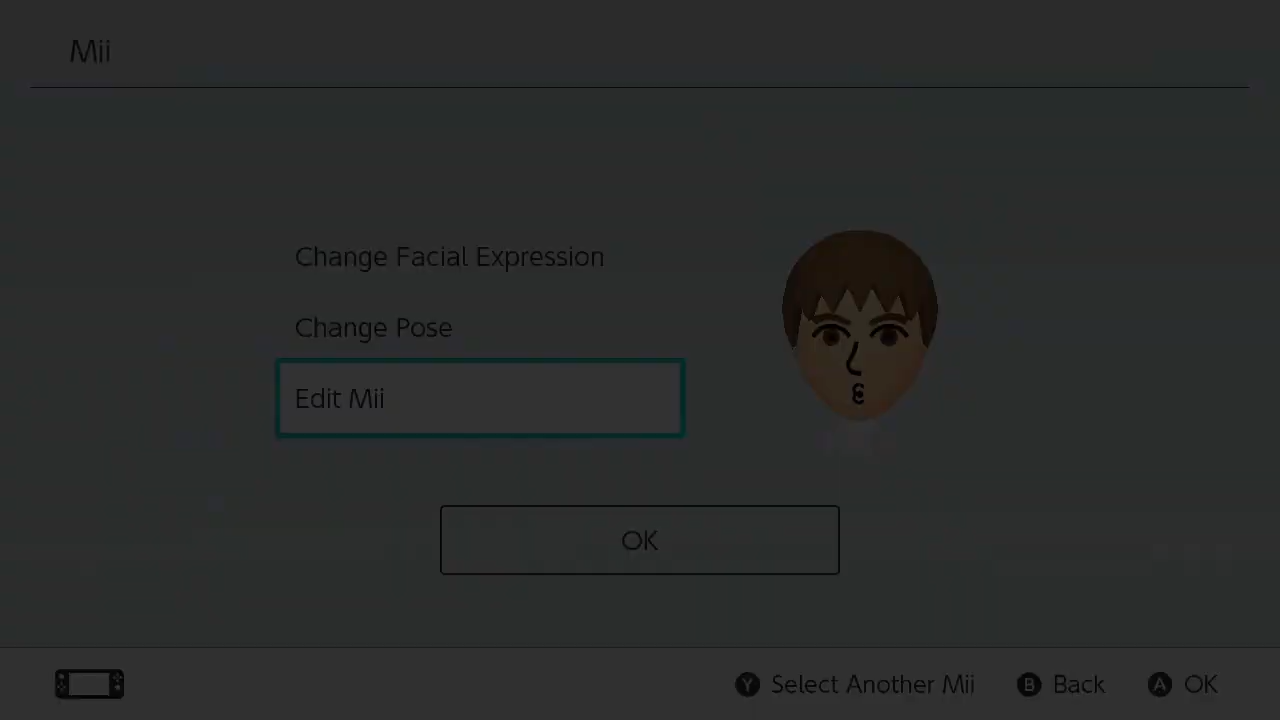 Mii
Change Facial Expression
Change Pose
Edit Mii
OK
Y Select Another Mii B Back A OK